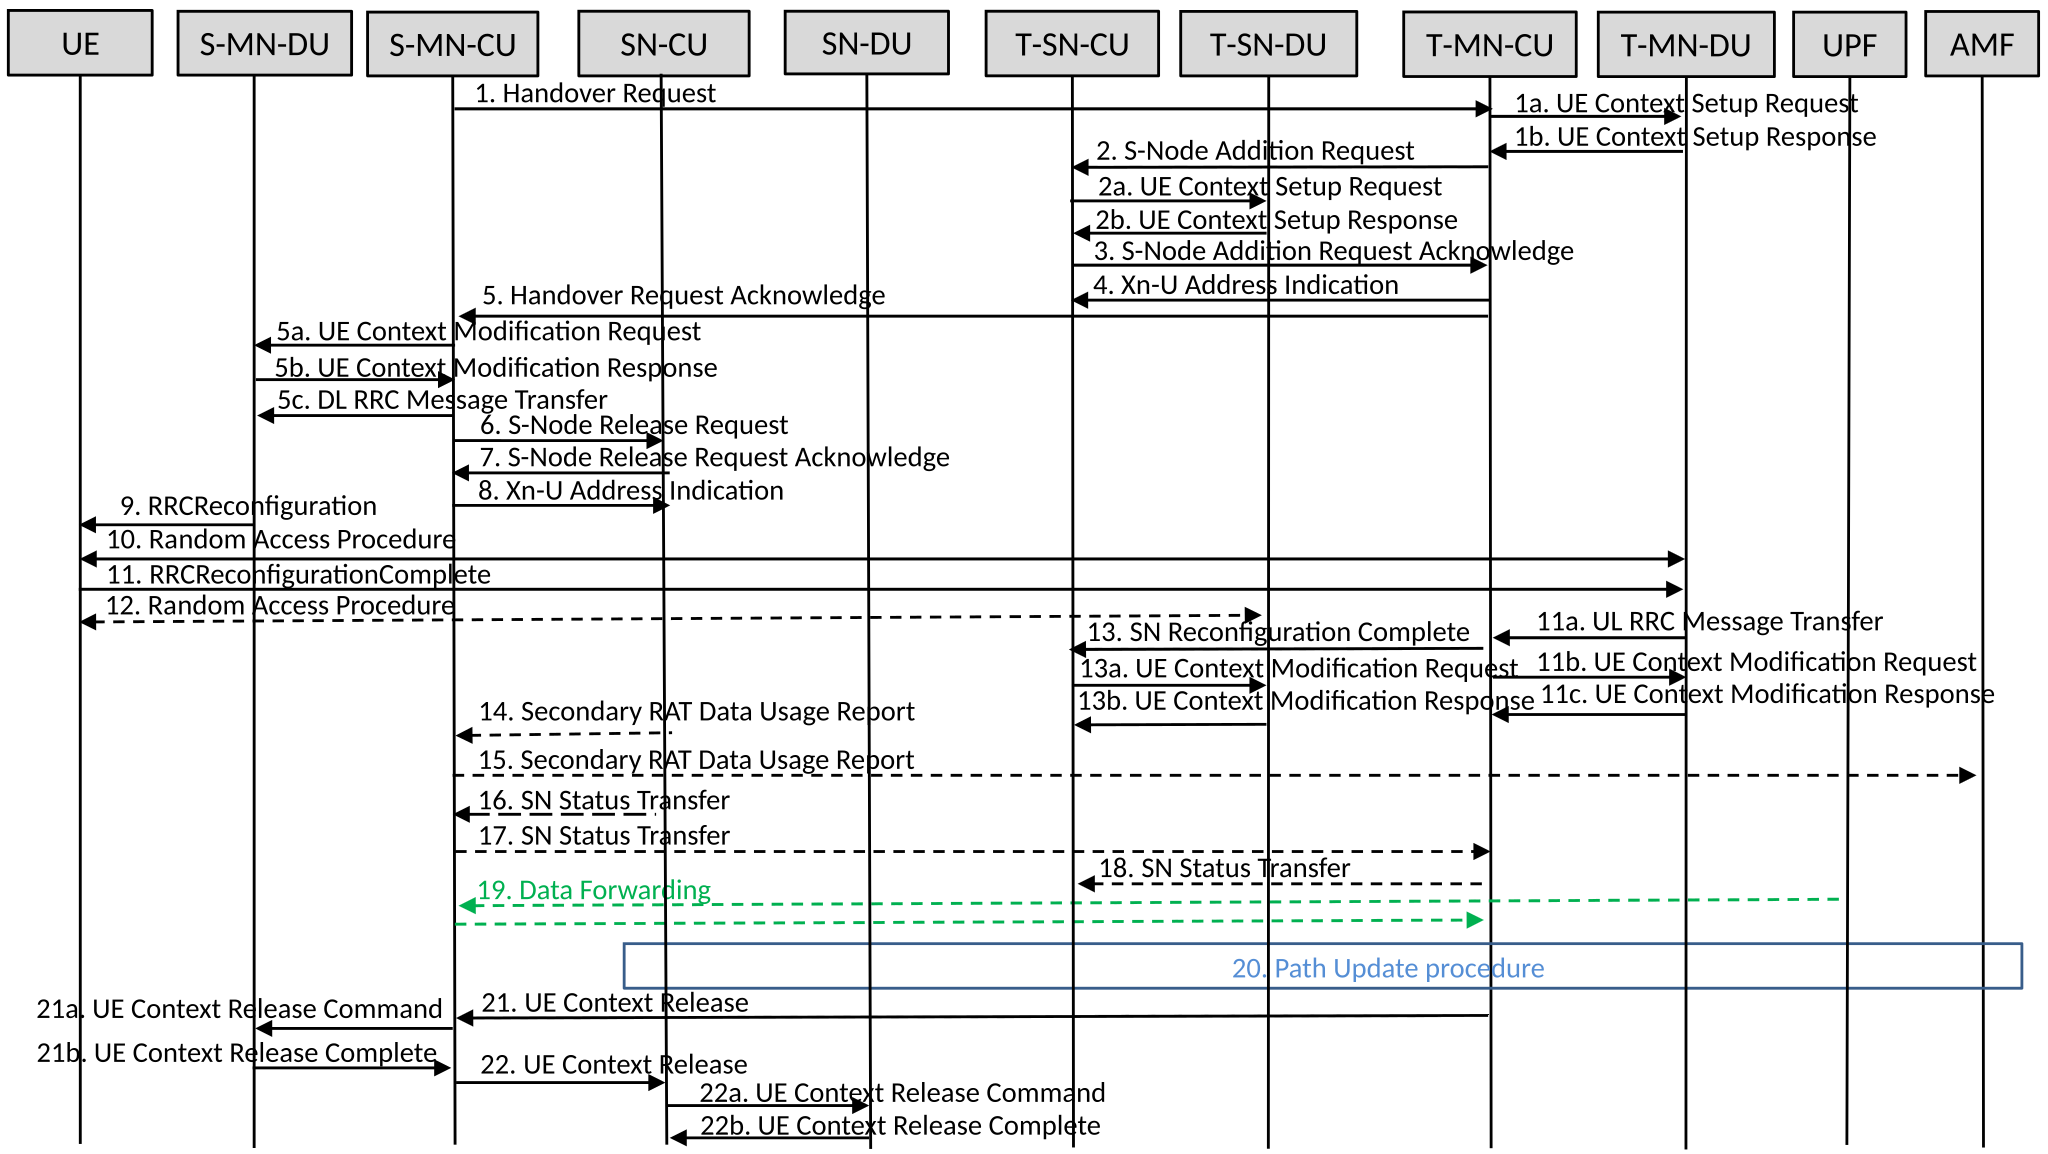 UE
S-MN-DU
S-MN-CU
SN-CU
SN-DU
T-SN-CU
T-SN-DU
T-MN-CU
T-MN-DU
UPF
AMF
1. Handover Request
1a. UE Context Setup Request
1b. UE Context Setup Response
2. S-Node Addition Request
2a. UE Context Setup Request
2b. UE Context Setup Response
3. S-Node Addition Request Acknowledge
4. Xn-U Address Indication
5. Handover Request Acknowledge
5a. UE Context Modification Request
5b. UE Context Modification Response
5c. DL RRC Message Transfer
6. S-Node Release Request
7. S-Node Release Request Acknowledge
8. Xn-U Address Indication
9. RRCReconfiguration
10. Random Access Procedure
11. RRCReconfigurationComplete
12. Random Access Procedure
11a. UL RRC Message Transfer
13. SN Reconfiguration Complete
11b. UE Context Modification Request
13a. UE Context Modification Request
11c. UE Context Modification Response
13b. UE Context Modification Response
14. Secondary RAT Data Usage Report
15. Secondary RAT Data Usage Report
16. SN Status Transfer
17. SN Status Transfer
18. SN Status Transfer
19. Data Forwarding
20. Path Update procedure
21. UE Context Release
21a. UE Context Release Command
21b. UE Context Release Complete
22. UE Context Release
22a. UE Context Release Command
22b. UE Context Release Complete